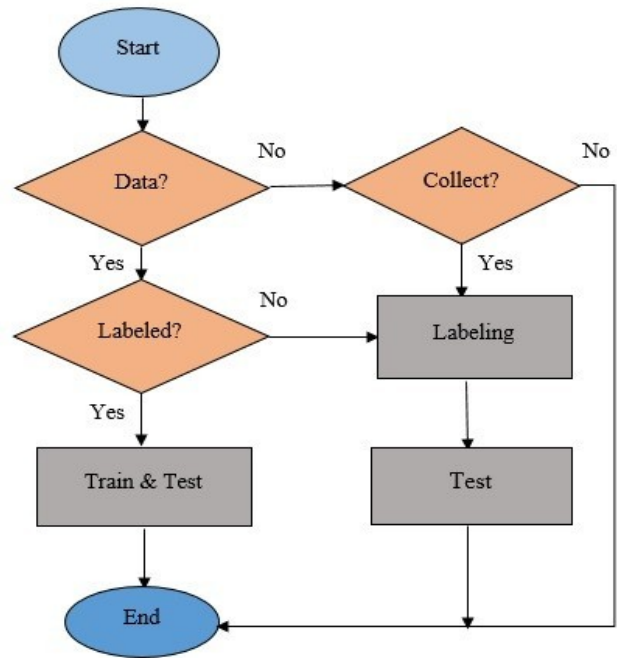 Start
No
No
Data?
Collect?
Yes
Yes
No
Labeled?
Labeling
Yes
Train & Test
Test
End